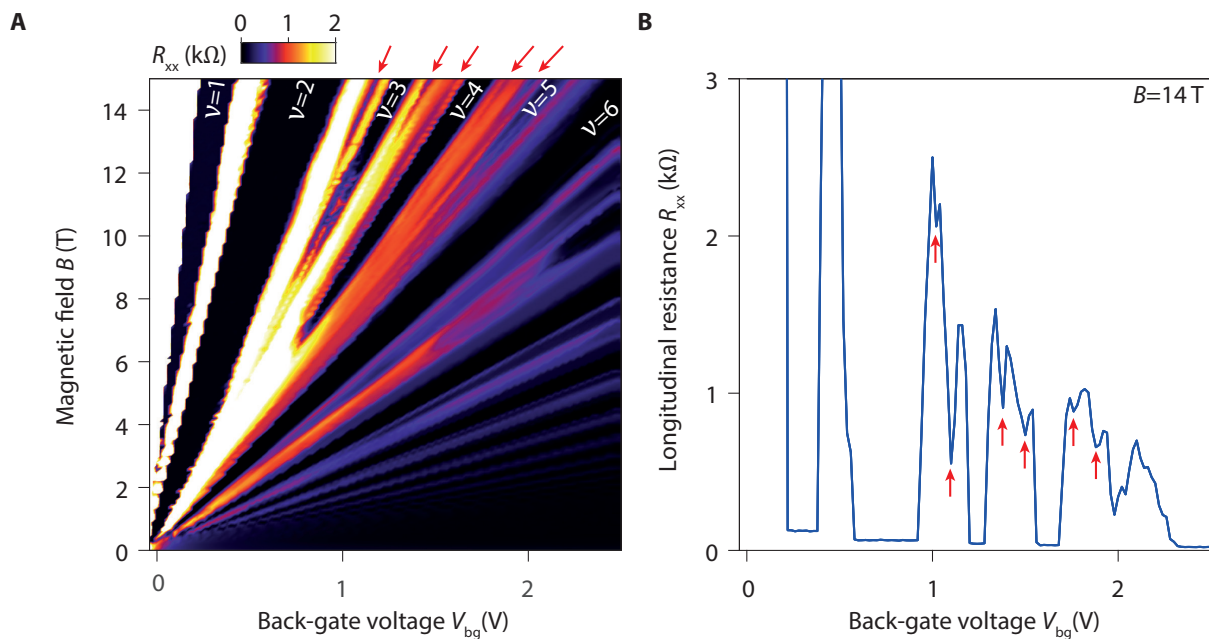 A
R_xx (kΩ)
0 1 2
ν=1
ν=2
ν=3
ν=4
ν=5
ν=6
14
12
10
8
6
4
2
0
Magnetic field B (T)
0 1 2
Back-gate voltage V_bg(V)
B
B=14 T
3
2
1
0
Longitudinal resistance R_xx (kΩ)
0 1 2
Back-gate voltage V_bg(V)